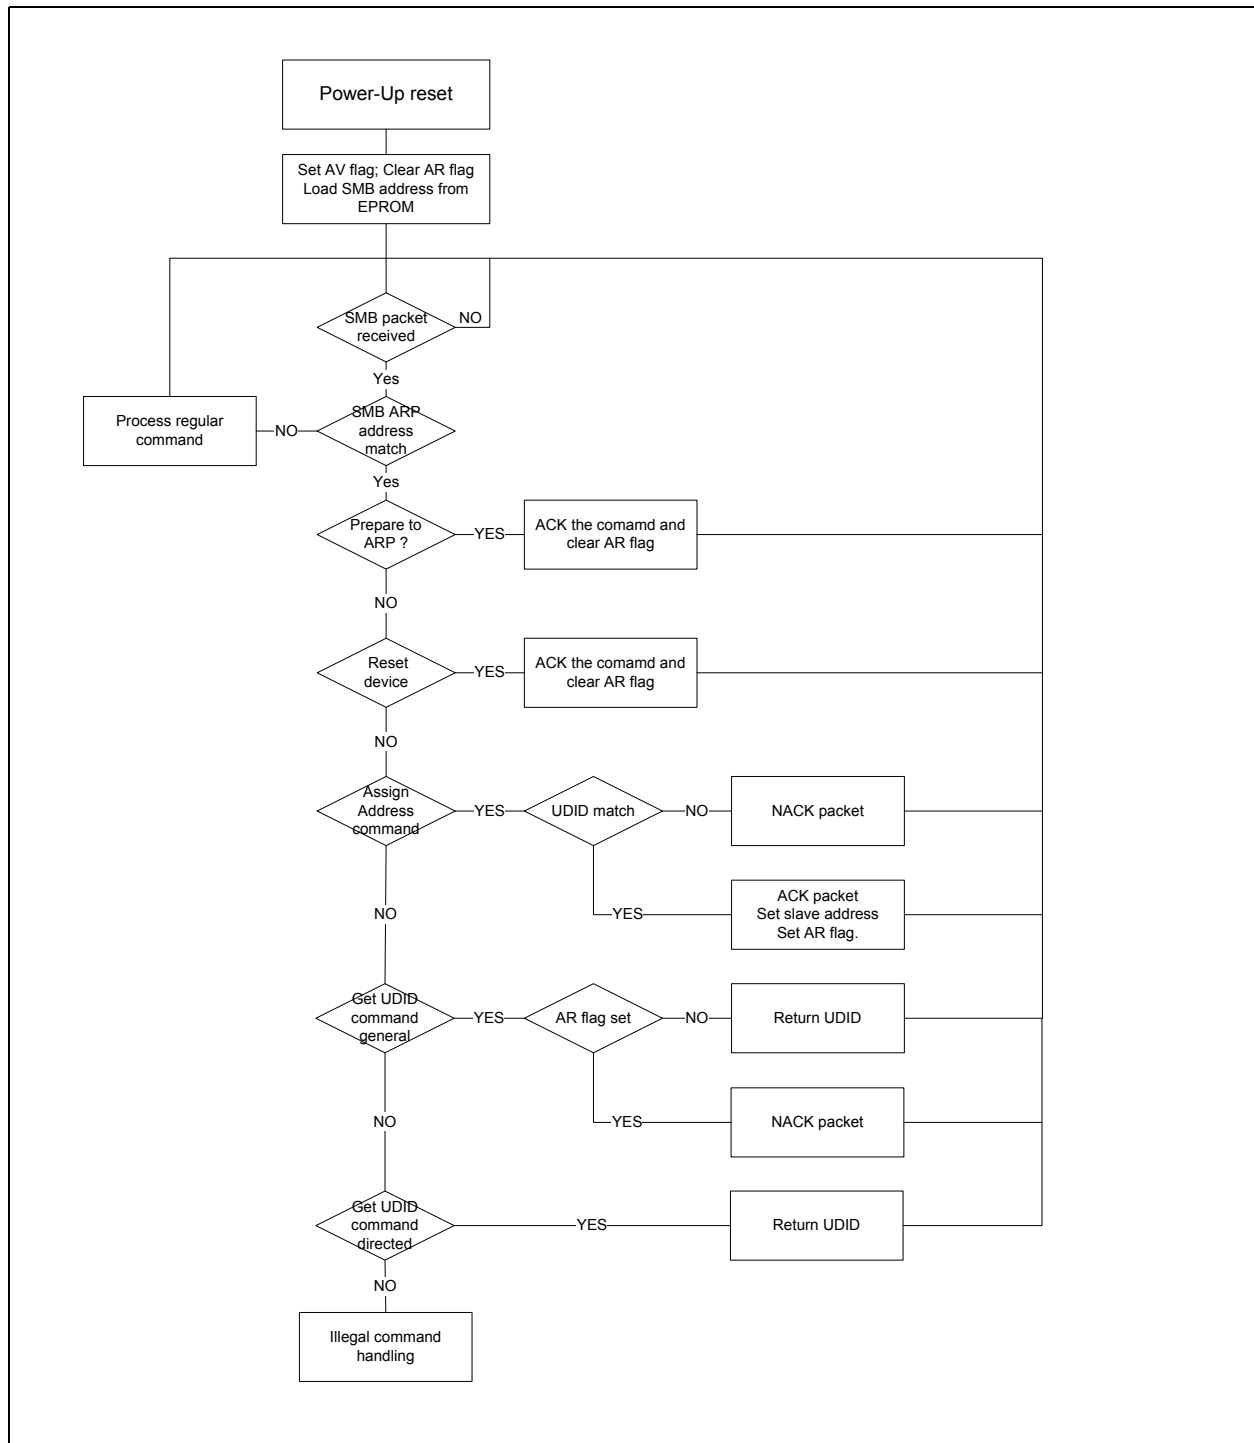 Power-Up reset
Set AV flag; Clear AR flag
Load SMB address from
EPROM
SMB packet
received
NO
Yes
SMB ARP
address
match
NO
Process regular
command
Yes
Prepare to
ARP ?
YES
ACK the comamd and
clear AR flag
NO
Reset
device
YES
ACK the comamd and
clear AR flag
NO
Assign
Address
command
YES
UDID match
NO
NACK packet
YES
ACK packet
Set slave address
Set AR flag.
NO
Get UDID
command
general
YES
AR flag set
NO
Return UDID
YES
NACK packet
NO
Get UDID
command
directed
YES
Return UDID
NO
Illegal command
handling